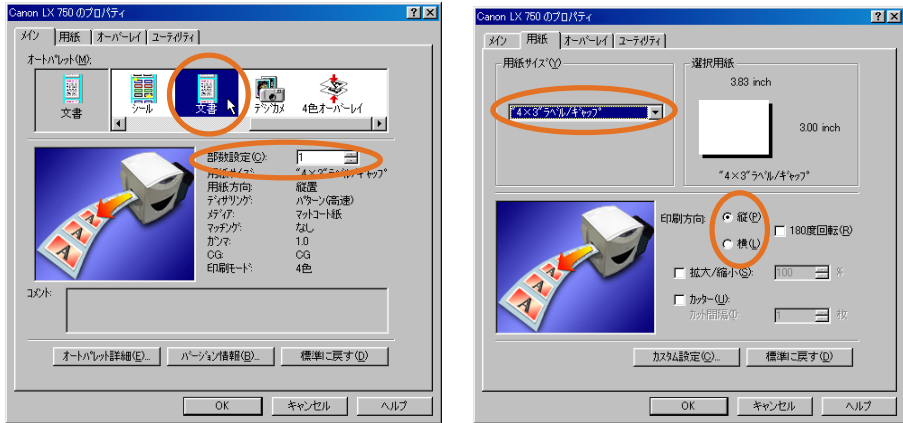 Canon LX 750 のプロパティ
メイン 用紙 オーバーレイ ユーティリティ
オートパレット(M):
文書 シール 文書 デジカメ 4色オーバーレイ
部数設定(C): 1
用紙サイズ: "4×3"ラベル/ギャップ
用紙方向: 縦置
ディザリング: パターン(高速)
メディア: マットコート紙
マッチング: なし
ガンマ: 1.0
CG: CG
印刷モード: 4色
コメント:
オートパレット詳細(E)... バージョン情報(B)... 標準に戻す(D)
OK キャンセル ヘルプ
Canon LX 750 のプロパティ
メイン 用紙 オーバーレイ ユーティリティ
用紙サイズ(Y)
"4×3"ラベル/ギャップ
選択用紙
3.83 inch
3.00 inch
"4×3"ラベル/ギャップ
印刷方向: 縦(P)
横(L)
180度回転(R)
拡大/縮小(S): 100 %
カッター(U):
カット間隔(I): 1 枚
カスタム設定(C)... 標準に戻す(D)
OK キャンセル ヘルプ